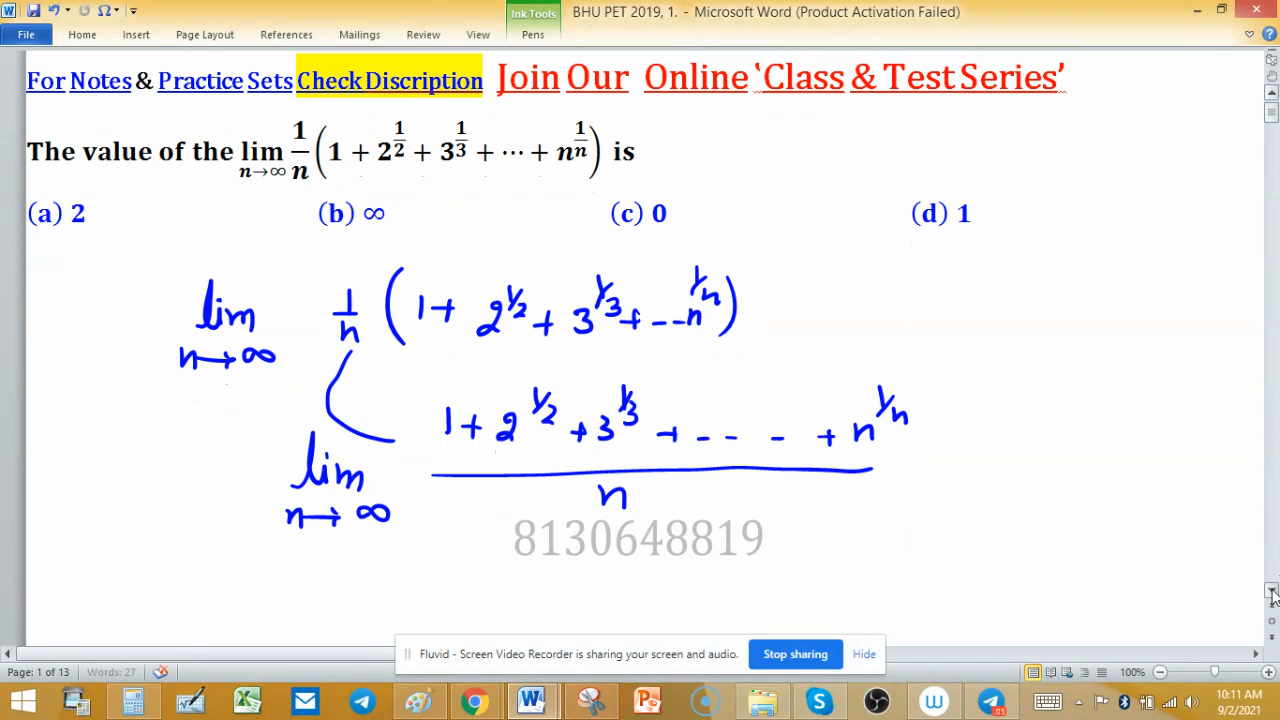 Ink Tools
BHU PET 2019, 1. - Microsoft Word (Product Activation Failed)
File Home Insert Page Layout References Mailings Review View Pens
For Notes & Practice Sets Check Discription Join Our Online ‘Class & Test Series’
The value of the lim n→∞ 1/n (1 + 2^(1/2) + 3^(1/3) + ⋯ + n^(1/n)) is
(a) 2 (b) ∞ (c) 0 (d) 1
lim n→∞ 1/n (1 + 2^(1/2) + 3^(1/3) + --- n^(1/n))
lim n→∞ (1 + 2^(1/2) + 3^(1/3) + --- - + n^(1/n)) / n
8130648819
Fluvid - Screen Video Recorder is sharing your screen and audio. Stop sharing Hide
Page: 1 of 13 Words: 27 100%
10:11 AM
9/2/2021